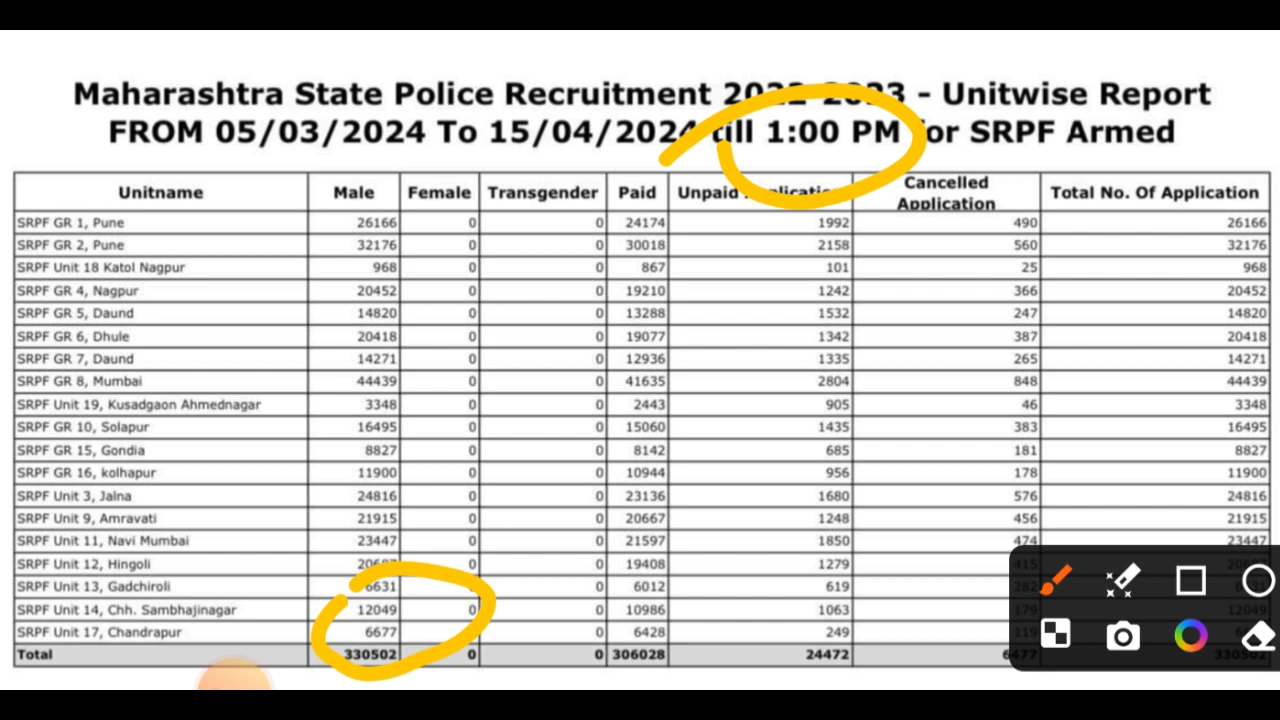 Maharashtra State Police Recruitment 2022-2023 - Unitwise Report
FROM 05/03/2024 To 15/04/2024 till 1:00 PM for SRPF Armed
Unitname Male Female Transgender Paid Unpaid Application Cancelled Application Total No. Of Application
SRPF GR 1, Pune 26166 0 0 24174 1992 490 26166
SRPF GR 2, Pune 32176 0 0 30018 2158 560 32176
SRPF Unit 18 Katol Nagpur 968 0 0 867 101 25 968
SRPF GR 4, Nagpur 20452 0 0 19210 1242 366 20452
SRPF GR 5, Daund 14820 0 0 13288 1532 247 14820
SRPF GR 6, Dhule 20418 0 0 19077 1342 387 20418
SRPF GR 7, Daund 14271 0 0 12936 1335 265 14271
SRPF GR 8, Mumbai 44439 0 0 41635 2804 848 44439
SRPF Unit 19, Kusadgaon Ahmednagar 3348 0 0 2443 905 46 3348
SRPF GR 10, Solapur 16495 0 0 15060 1435 383 16495
SRPF GR 15, Gondia 8827 0 0 8142 685 181 8827
SRPF GR 16, kolhapur 11900 0 0 10944 956 178 11900
SRPF Unit 3, Jalna 24816 0 0 23136 1680 576 24816
SRPF Unit 9, Amravati 21915 0 0 20667 1248 456 21915
SRPF Unit 11, Navi Mumbai 23447 0 0 21597 1850 474 23447
SRPF Unit 12, Hingoli 0 0 19408 1279 415
SRPF Unit 13, Gadchiroli 6631 0 0 6012 619 282
SRPF Unit 14, Chh. Sambhajinagar 12049 0 0 10986 1063 179 12049
SRPF Unit 17, Chandrapur 6677 0 0 6428 249 119
Total 330502 0 0 306028 24472 6477 330502